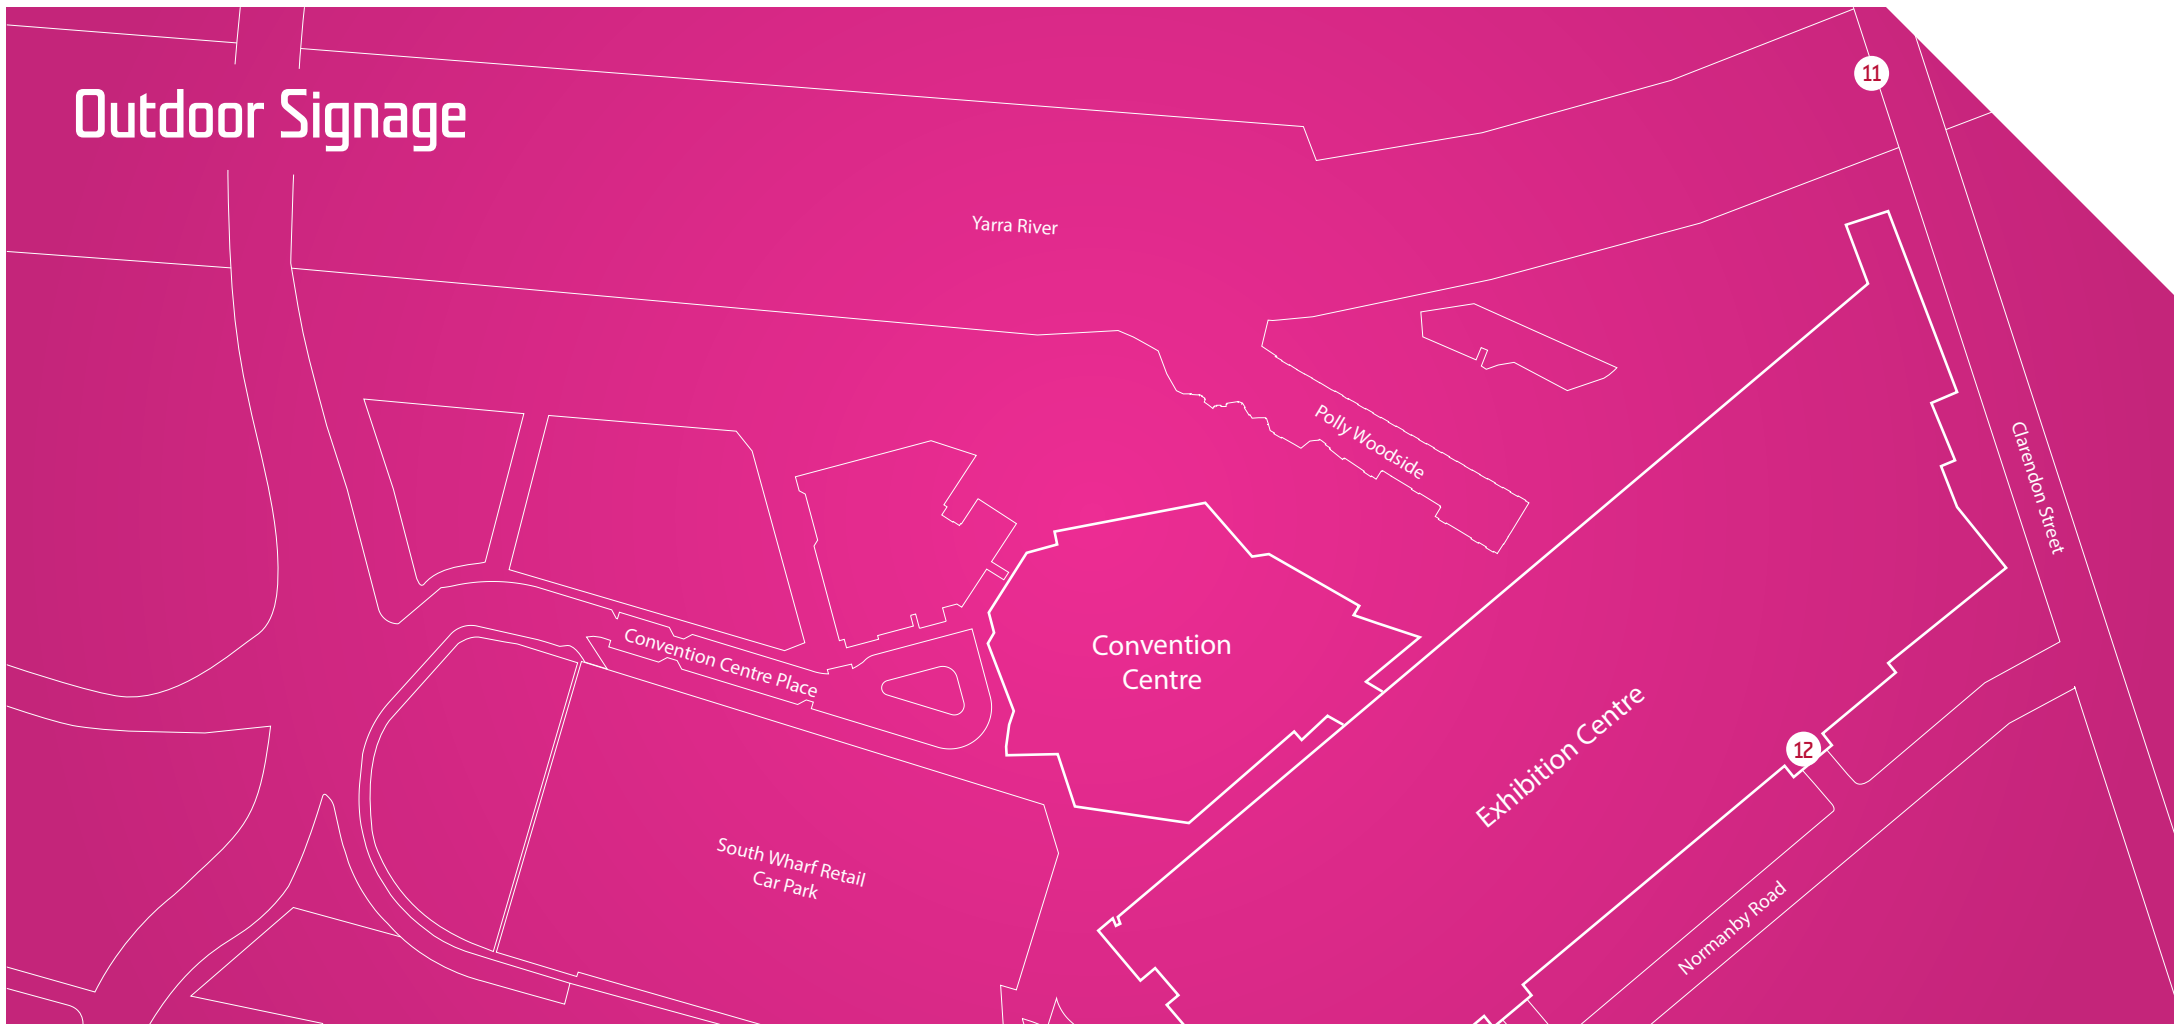 Outdoor Signage
11
Yarra River
Polly Woodside
Clarendon Street
Convention Centre Place
Convention
Centre
Exhibition Centre
12
South Wharf Retail
Car Park
Normanby Road